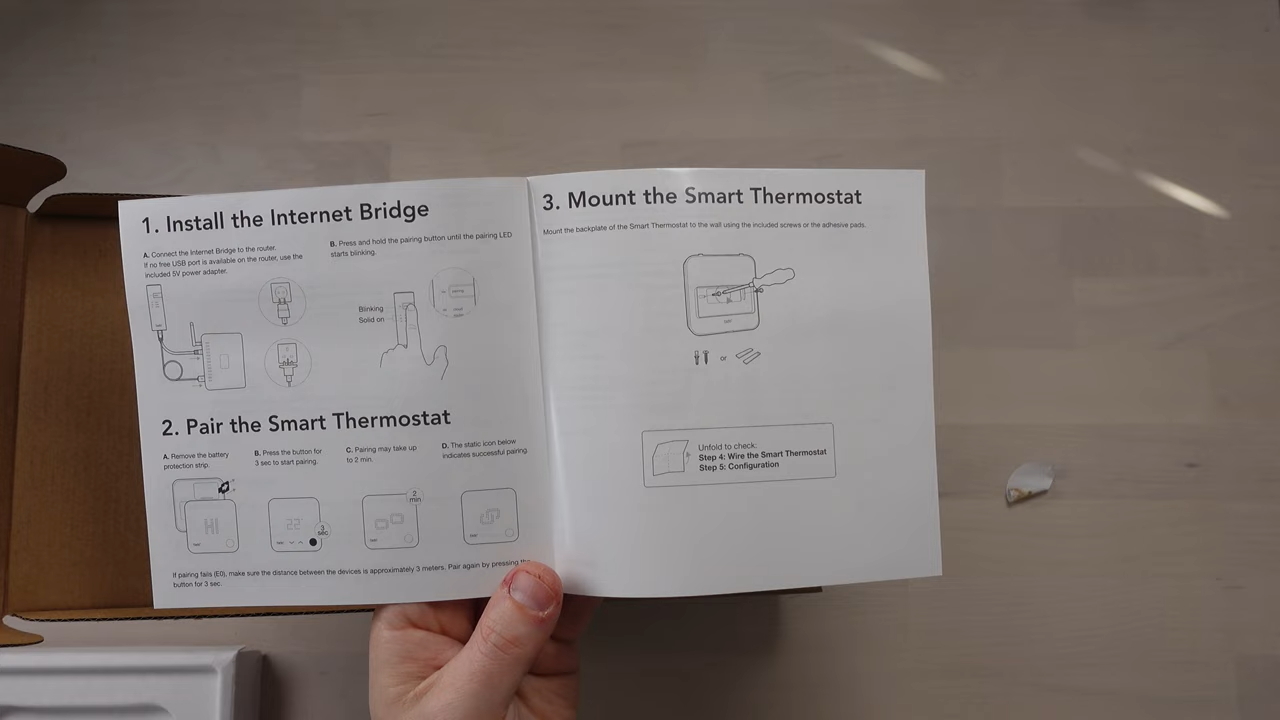 1. Install the Internet Bridge
A. Connect the Internet Bridge to the router.
If no free USB port is available on the router, use the
included 5V power adapter.
B. Press and hold the pairing button until the pairing LED
starts blinking.
Blinking
Solid on
2. Pair the Smart Thermostat
A. Remove the battery
protection strip.
B. Press the button for
3 sec to start pairing.
C. Pairing may take up
to 2 min.
D. The static icon below
indicates successful pairing.
HI
22
3
sec
2
min
If pairing fails (E0), make sure the distance between the devices is approximately 3 meters. Pair again by pressing the
button for 3 sec.
3. Mount the Smart Thermostat
Mount the backplate of the Smart Thermostat to the wall using the included screws or the adhesive pads.
or
Unfold to check:
Step 4: Wire the Smart Thermostat
Step 5: Configuration